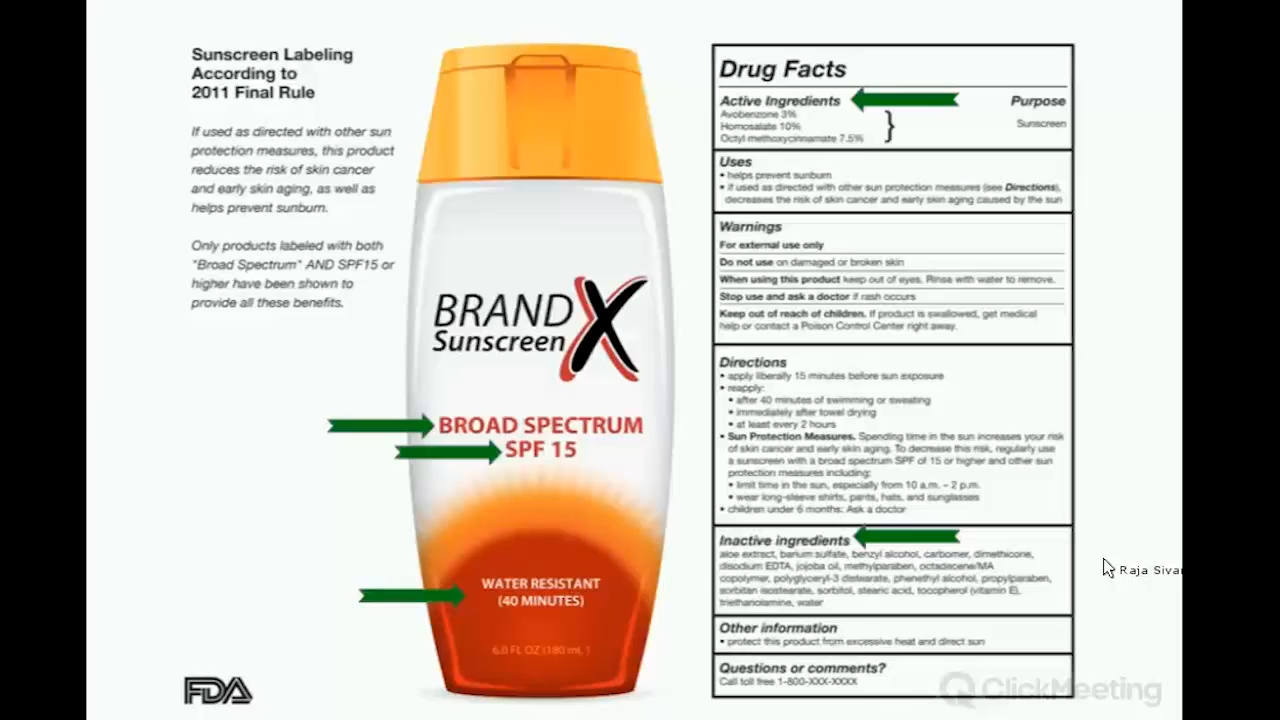 Sunscreen Labeling
According to
2011 Final Rule
If used as directed with other sun
protection measures, this product
reduces the risk of skin cancer
and early skin aging, as well as
helps prevent sunburn.
Only products labeled with both
"Broad Spectrum" AND SPF15 or
higher have been shown to
provide all these benefits.
FDA
BRAND X
Sunscreen
BROAD SPECTRUM
SPF 15
WATER RESISTANT
(40 MINUTES)
6.0 FL OZ (180 mL)
Drug Facts
Active Ingredients Purpose
Avobenzone 3%
Homosalate 10% } Sunscreen
Octyl methoxycinnamate 7.5%
Uses
• helps prevent sunburn
• if used as directed with other sun protection measures (see Directions),
decreases the risk of skin cancer and early skin aging caused by the sun
Warnings
For external use only
Do not use on damaged or broken skin
When using this product keep out of eyes. Rinse with water to remove.
Stop use and ask a doctor if rash occurs
Keep out of reach of children. If product is swallowed, get medical
help or contact a Poison Control Center right away.
Directions
• apply liberally 15 minutes before sun exposure
• reapply:
• after 40 minutes of swimming or sweating
• immediately after towel drying
• at least every 2 hours
• Sun Protection Measures. Spending time in the sun increases your risk
of skin cancer and early skin aging. To decrease this risk, regularly use
a sunscreen with a broad spectrum SPF of 15 or higher and other sun
protection measures including:
• limit time in the sun, especially from 10 a.m. – 2 p.m.
• wear long-sleeve shirts, pants, hats, and sunglasses
• children under 6 months: Ask a doctor
Inactive ingredients
aloe extract, barium sulfate, benzyl alcohol, carbomer, dimethicone,
disodium EDTA, jojoba oil, methylparaben, octadecene/MA
copolymer, polyglyceryl-3 distearate, phenethyl alcohol, propylparaben,
sorbitan isostearate, sorbitol, stearic acid, tocopherol (vitamin E),
triethanolamine, water
Other information
• protect this product from excessive heat and direct sun
Questions or comments?
Call toll free 1-800-XXX-XXXX
Raja Sivar
ClickMeeting